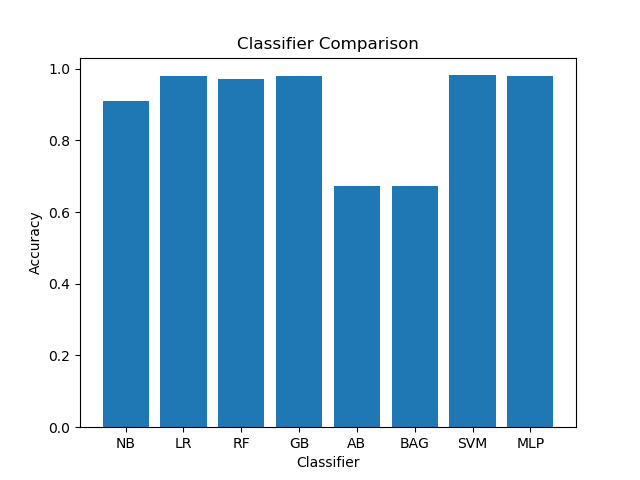 Classifier Comparison
1.0
0.8
0.6
0.4
0.2
0.0
Accuracy
NB LR RF GB AB BAG SVM MLP
Classifier